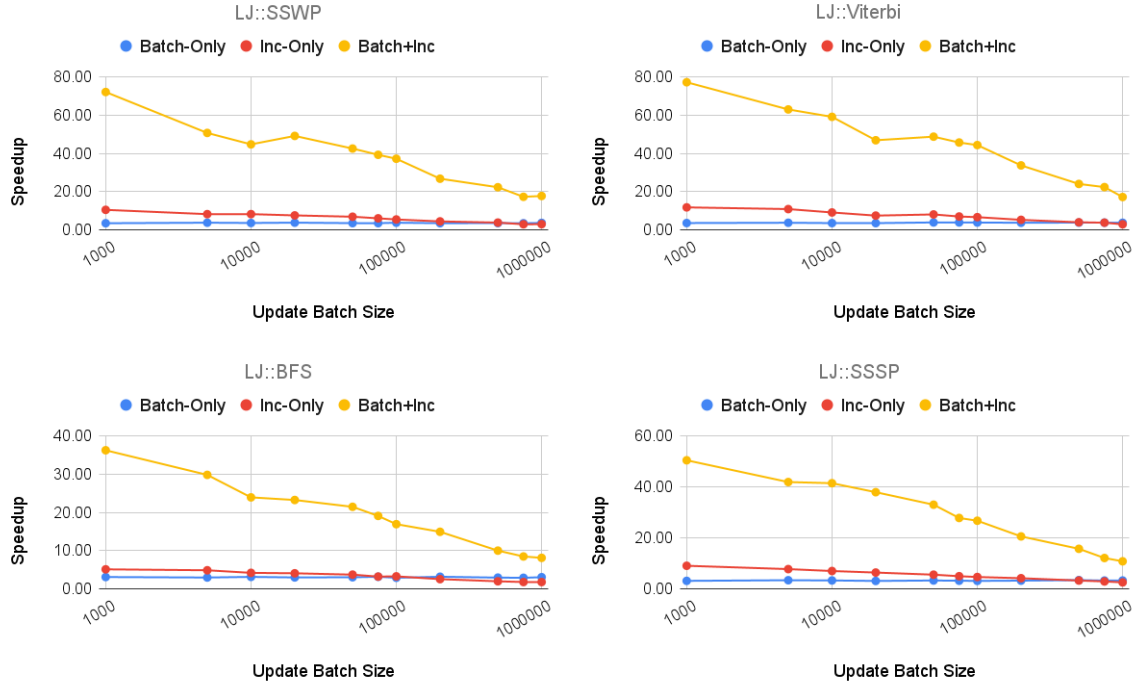 LJ::SSWP
Batch-Only Inc-Only Batch+Inc
80.00
60.00
40.00
20.00
0.00
Speedup
1000 10000 100000 1000000
Update Batch Size
LJ::Viterbi
Batch-Only Inc-Only Batch+Inc
80.00
60.00
40.00
20.00
0.00
Speedup
1000 10000 100000 1000000
Update Batch Size
LJ::BFS
Batch-Only Inc-Only Batch+Inc
40.00
30.00
20.00
10.00
0.00
Speedup
1000 10000 100000 1000000
Update Batch Size
LJ::SSSP
Batch-Only Inc-Only Batch+Inc
60.00
40.00
20.00
0.00
Speedup
1000 10000 100000 1000000
Update Batch Size